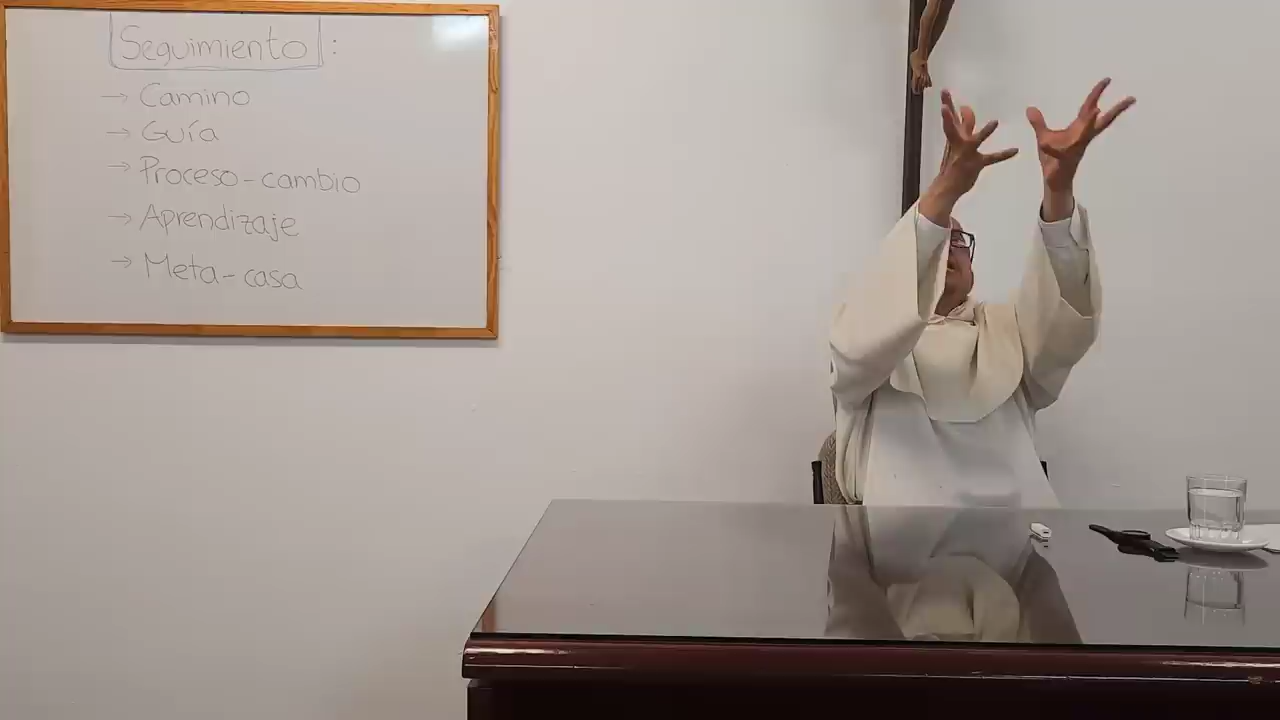 Seguimiento:
→ Camino
→ Guía
→ Proceso-cambio
→ Aprendizaje
→ Meta-casa